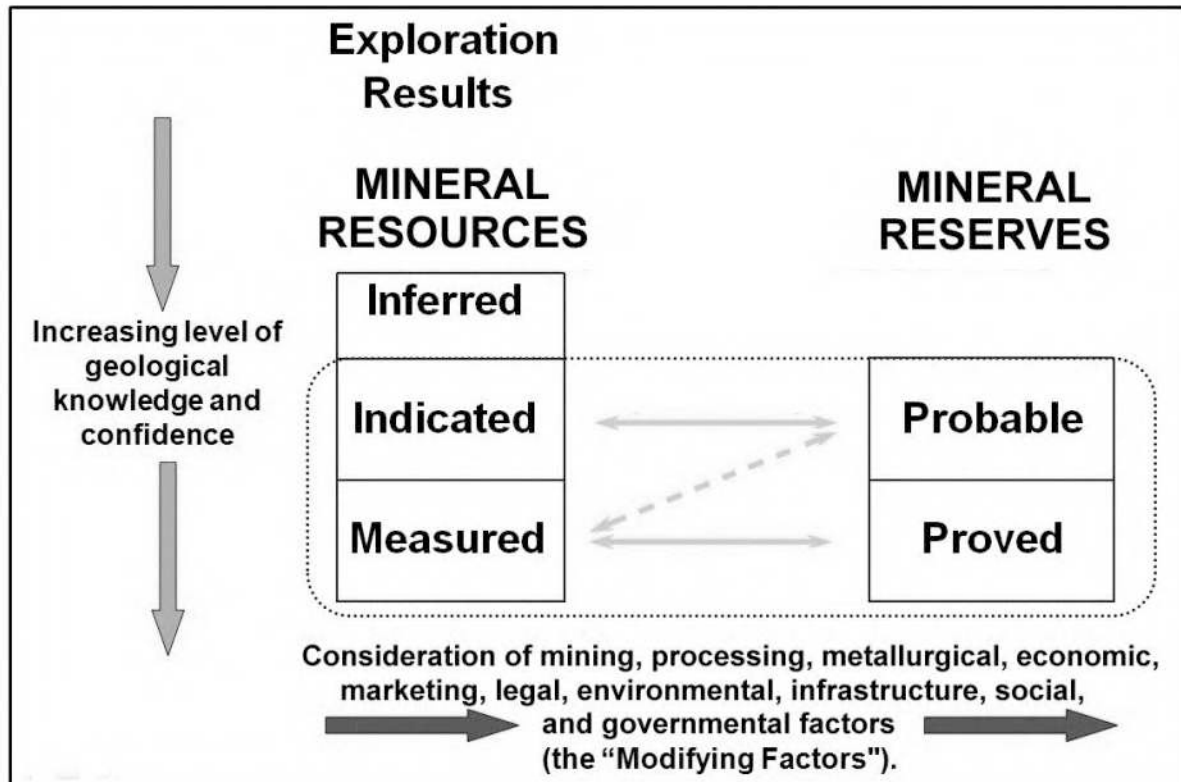 Exploration
Results
MINERAL
RESOURCES
MINERAL
RESERVES
Inferred
Increasing level of
geological
knowledge and
confidence
Indicated
Probable
Measured
Proved
Consideration of mining, processing, metallurgical, economic,
marketing, legal, environmental, infrastructure, social,
and governmental factors
(the “Modifying Factors").